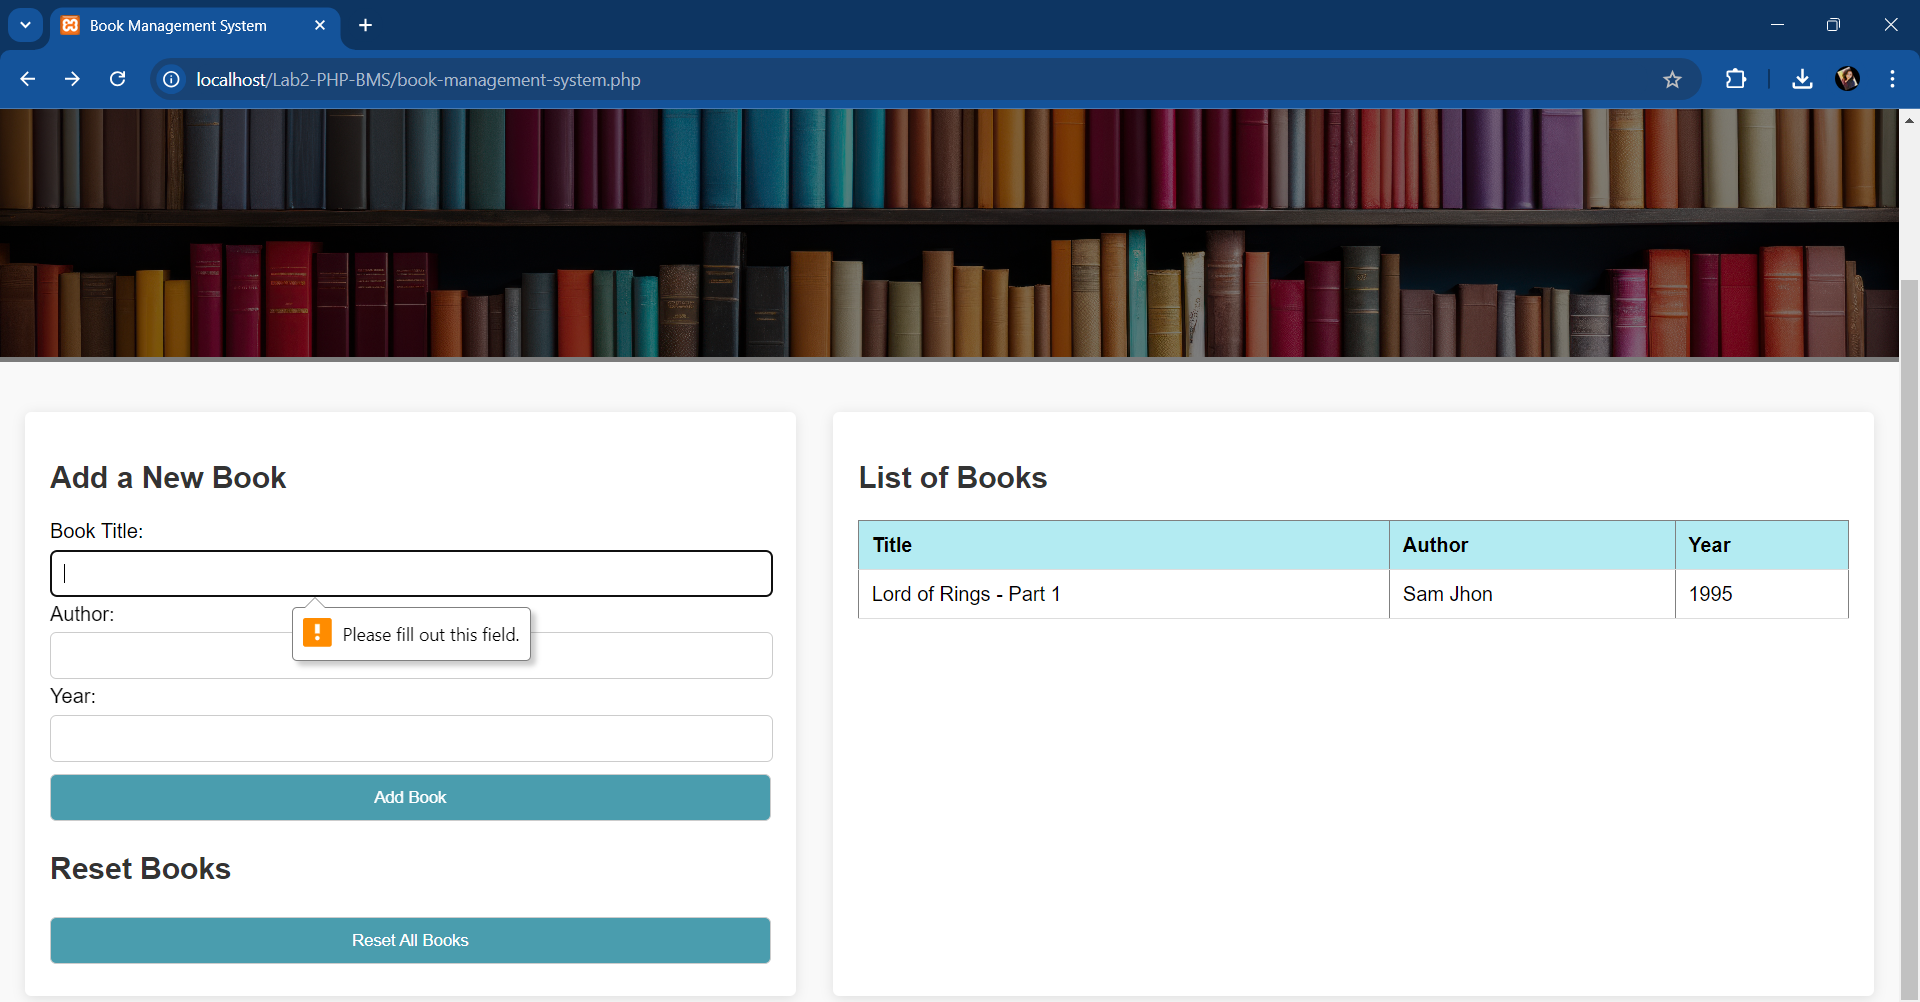 Book Management System
localhost/Lab2-PHP-BMS/book-management-system.php
Add a New Book
Book Title:
Author:
Please fill out this field.
Year:
Add Book
Reset Books
Reset All Books
List of Books
Title Author Year
Lord of Rings - Part 1 Sam Jhon 1995